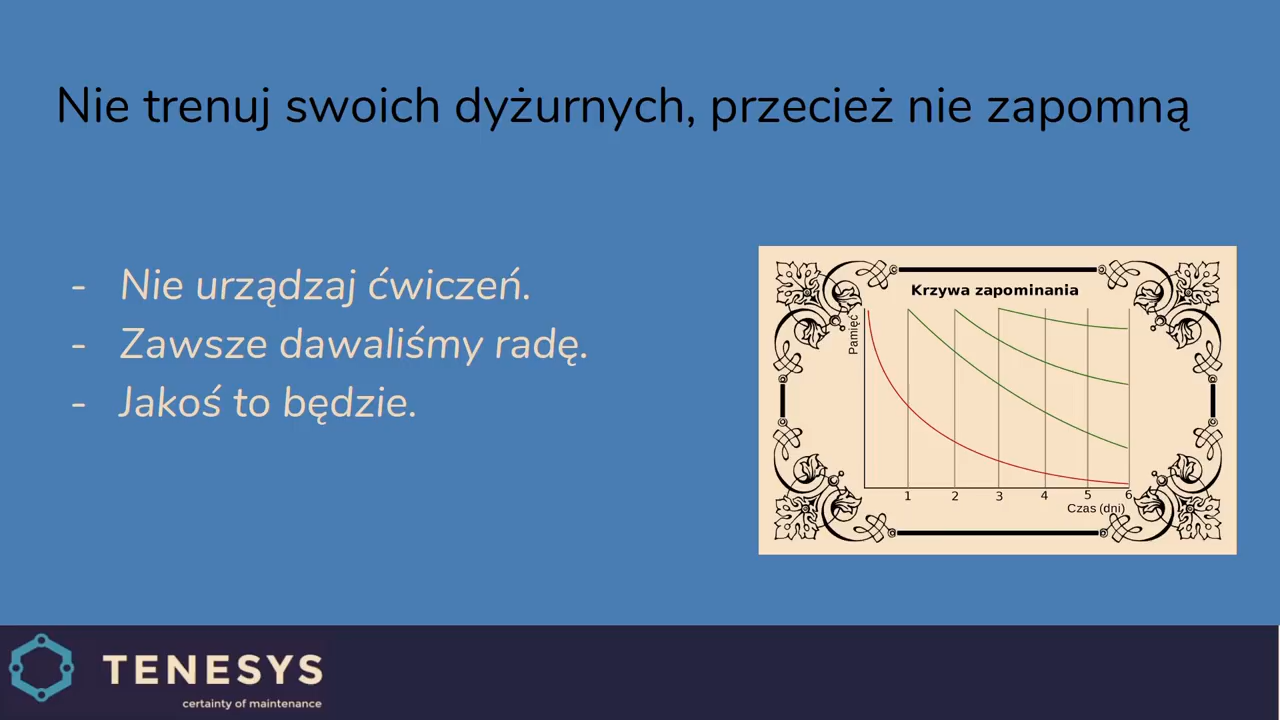 Nie trenuj swoich dyżurnych, przecież nie zapomną
- Nie urządzaj ćwiczeń.
- Zawsze dawaliśmy radę.
- Jakoś to będzie.
Krzywa zapominania
Pamięć
1 2 3 4 5 6
Czas (dni)
TENESYS
certainty of maintenance